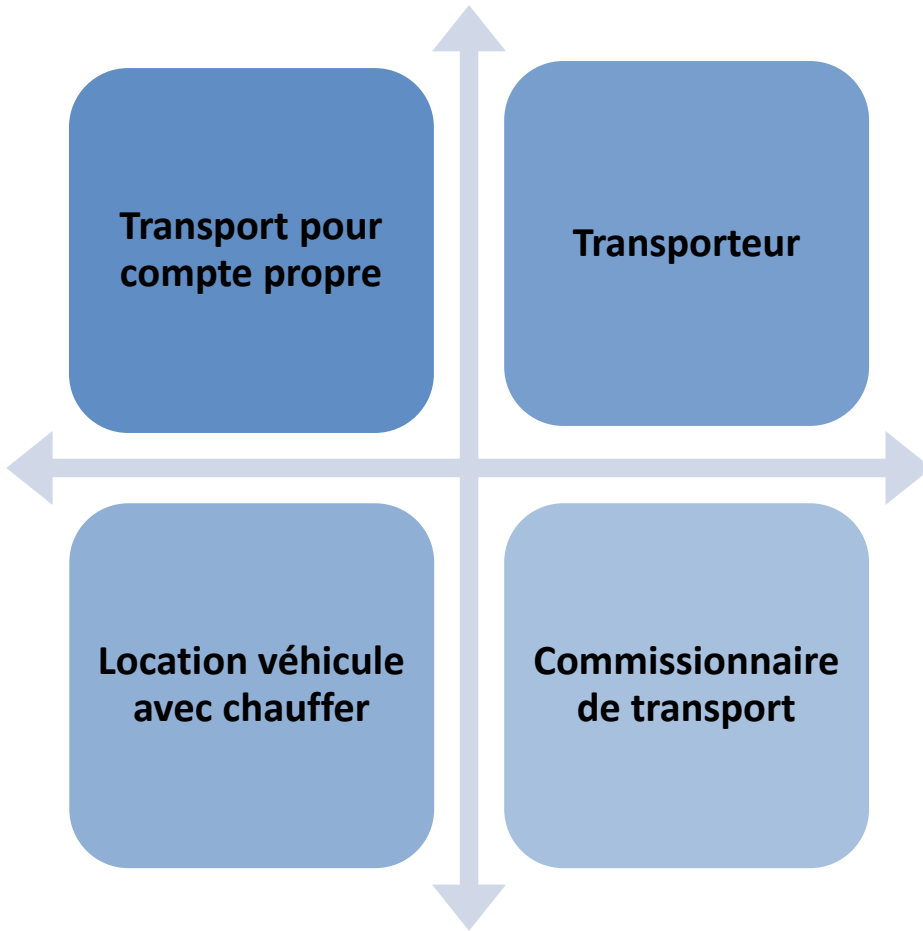 Transport pour
compte propre
Transporteur
Location véhicule
avec chauffer
Commissionnaire
de transport